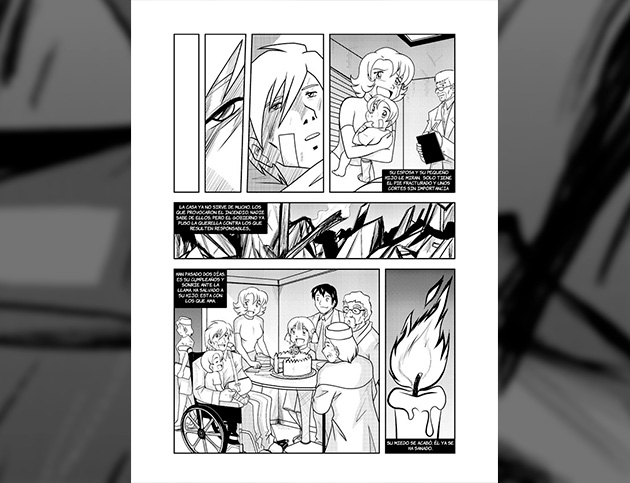 SU ESPOSA Y SU PEQUEÑO
HIJO LE MIRAN. SOLO TIENE
EL PIE FRACTURADO Y UNOS
CORTES SIN IMPORTANCIA
LA CASA YA NO SIRVE DE MUCHO. LOS
QUE PROVOCARON EL INCENDIO, NADIE
SABE DE ELLOS, PERO EL GOBIERNO YA
PUSO LA QUERELLA CONTRA LOS QUE
RESULTEN RESPONSABLES.
HAN PASADO DOS DÍAS.
ES SU CUMPLEAÑOS Y
SONRÍE ANTE LA
LLAMA. HA SALVADO A
SU HIJO. ESTÁ CON
LOS QUE AMA.
SU MIEDO SE ACABÓ. ÉL YA SE
HA SANADO.